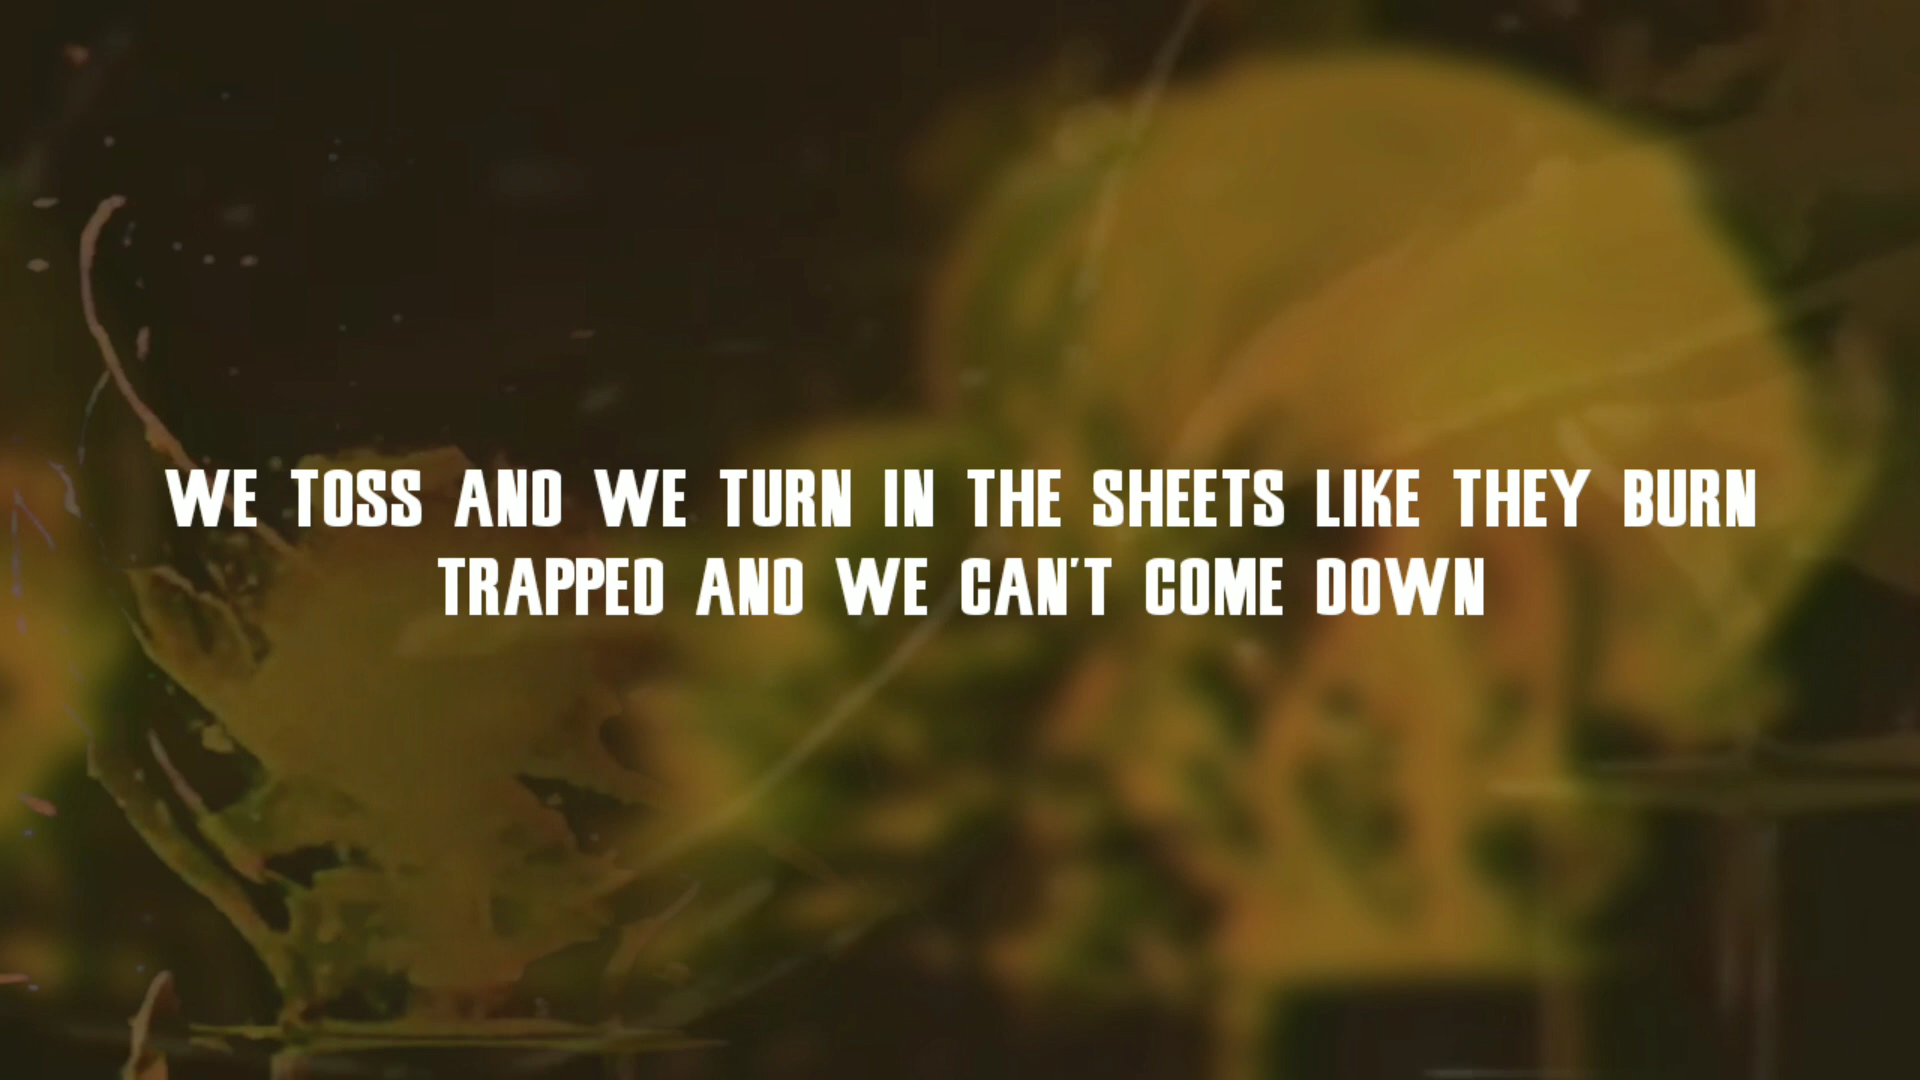 WE TOSS AND WE TURN IN THE SHEETS LIKE THEY BURN
TRAPPED AND WE CAN'T COME DOWN